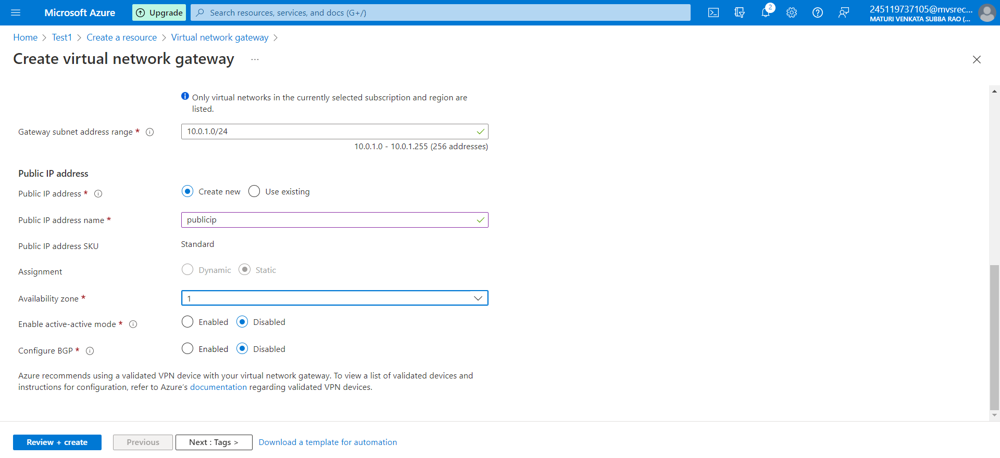 Microsoft Azure
Upgrade
Search resources, services, and docs (G+/)
2
245119737105@mvsrec...
MATURI VENKATA SUBBA RAO (...
Home > Test1 > Create a resource > Virtual network gateway >
Create virtual network gateway ...
Only virtual networks in the currently selected subscription and region are
listed.
Gateway subnet address range *
10.0.1.0/24
10.0.1.0 - 10.0.1.255 (256 addresses)
Public IP address
Public IP address *
Create new
Use existing
Public IP address name *
publicip
Public IP address SKU
Standard
Assignment
Dynamic
Static
Availability zone *
1
Enable active-active mode *
Enabled
Disabled
Configure BGP *
Enabled
Disabled
Azure recommends using a validated VPN device with your virtual network gateway. To view a list of validated devices and
instructions for configuration, refer to Azure's documentation regarding validated VPN devices.
Review + create
Previous
Next : Tags >
Download a template for automation